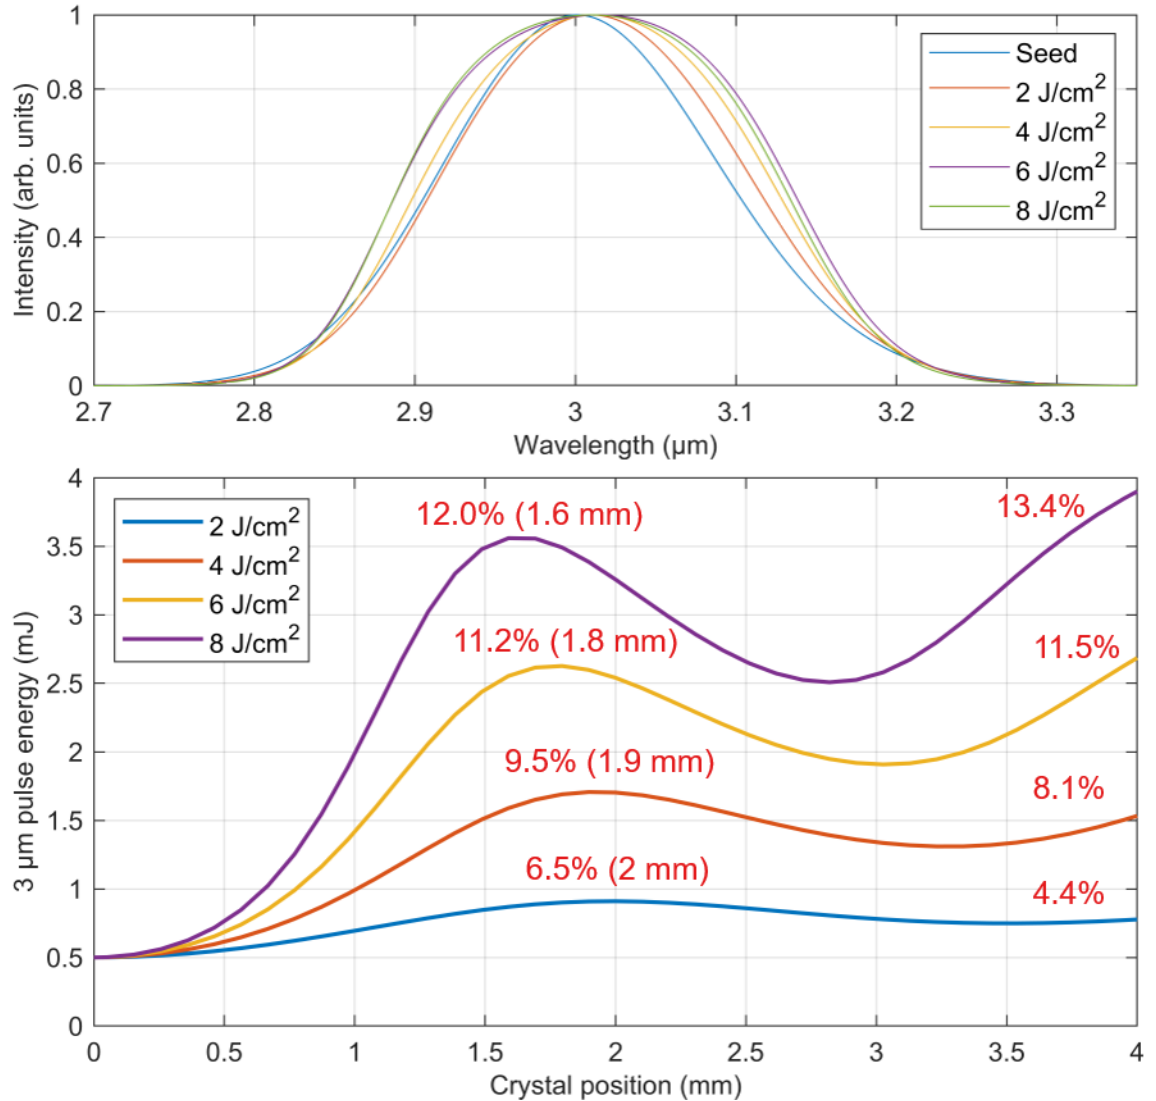 1
0.8
0.6
0.4
0.2
0
Intensity (arb. units)
Seed
2 J/cm²
4 J/cm²
6 J/cm²
8 J/cm²
2.7 2.8 2.9 3 3.1 3.2 3.3
Wavelength (µm)
4
3.5
3
2.5
2
1.5
1
0.5
0
3 µm pulse energy (mJ)
2 J/cm²
4 J/cm²
6 J/cm²
8 J/cm²
12.0% (1.6 mm)
13.4%
11.2% (1.8 mm)
11.5%
9.5% (1.9 mm)
8.1%
6.5% (2 mm)
4.4%
0 0.5 1 1.5 2 2.5 3 3.5 4
Crystal position (mm)